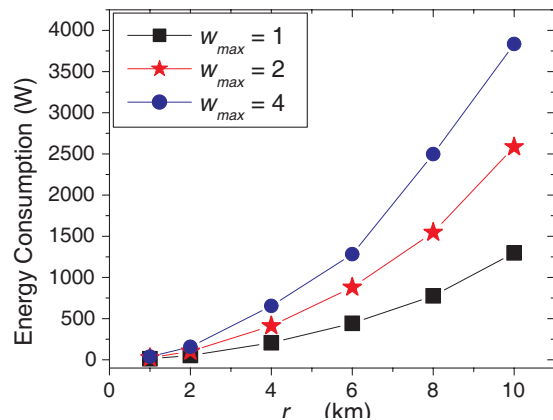 4000
3500
3000
2500
2000
1500
1000
500
0
Energy Consumption (W)
w_max = 1
w_max = 2
w_max = 4
0 2 4 6 8 10
r (km)